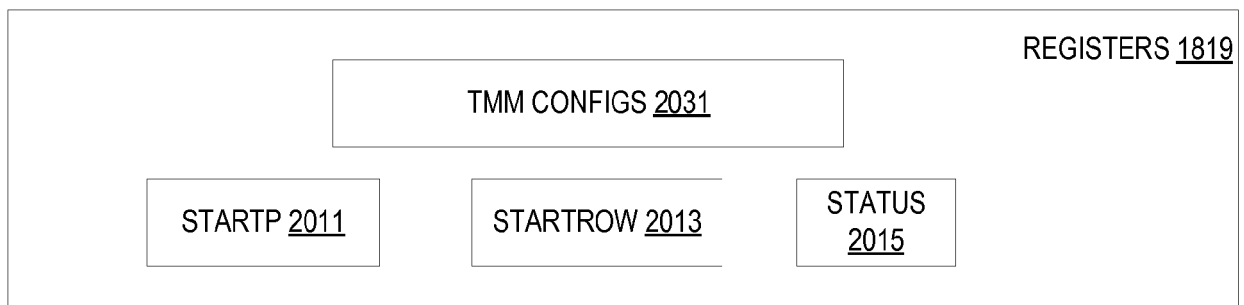 REGISTERS 1819
TMM CONFIGS 2031
STARTP 2011
STARTROW 2013
STATUS
2015